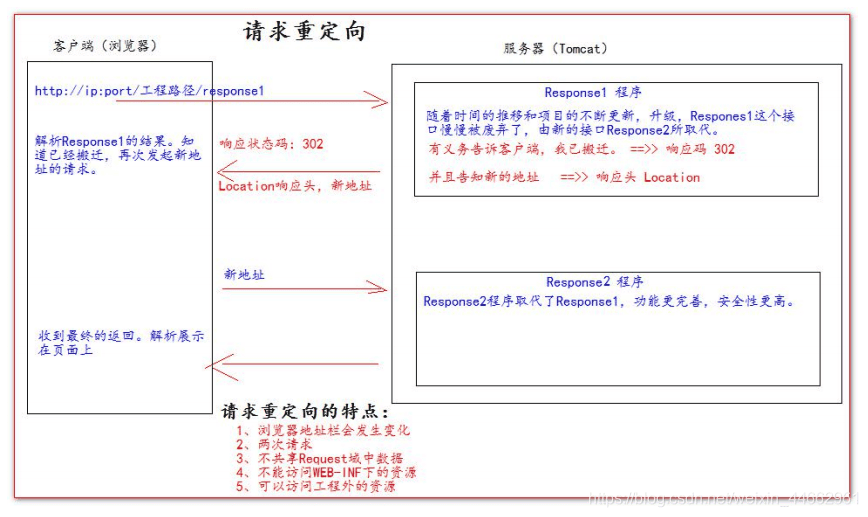 请求重定向
客户端（浏览器）
服务器（Tomcat）
http://ip:port/工程路径/response1
解析Response1的结果。知
道已经搬迁，再次发起新地
址的请求。
响应状态码：302
Location响应头，新地址
Response1 程序
随着时间的推移和项目的不断更新，升级，Respones1这个接
口慢慢被废弃了，由新的接口Response2所取代。
有义务告诉客户端，我已搬迁。 ==>> 响应码 302
并且告知新的地址 ==>> 响应头 Location
新地址
Response2 程序
Response2程序取代了Response1，功能更完善，安全性更高。
收到最终的返回。解析展示
在页面上
请求重定向的特点：
1、浏览器地址栏会发生变化
2、两次请求
3、不共享Request域中数据
4、不能访问WEB-INF下的资源
5、可以访问工程外的资源
https://blog.csdn.net/weixin_44662961